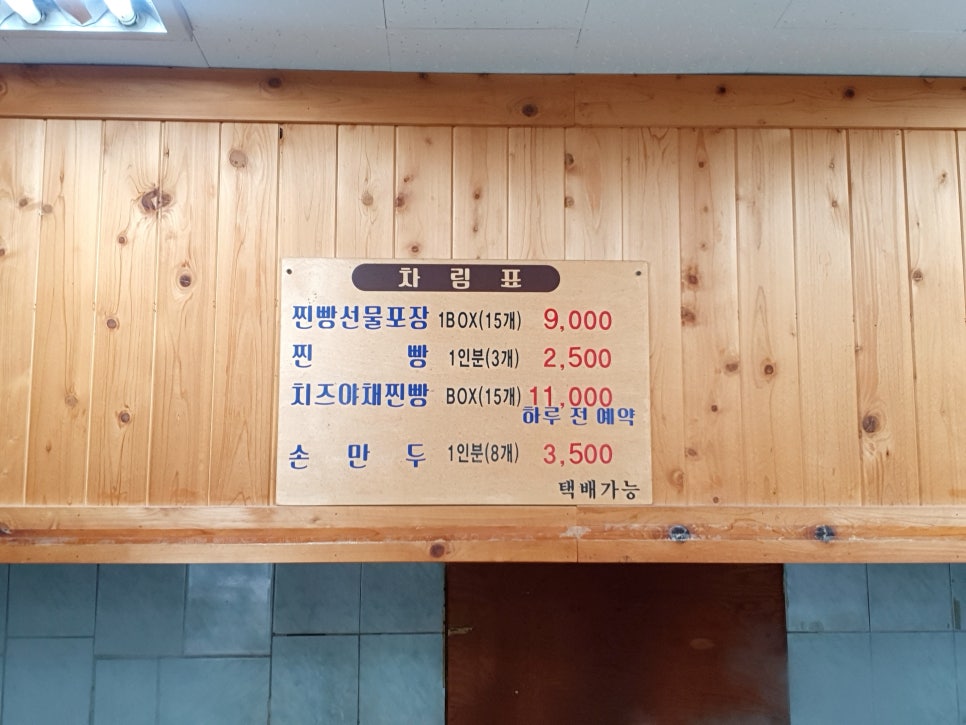 차림표
찐빵선물포장 1BOX(15개) 9,000
찐빵 1인분(3개) 2,500
치즈야채찐빵 BOX(15개) 11,000
하루 전 예약
손만두 1인분(8개) 3,500
택배가능